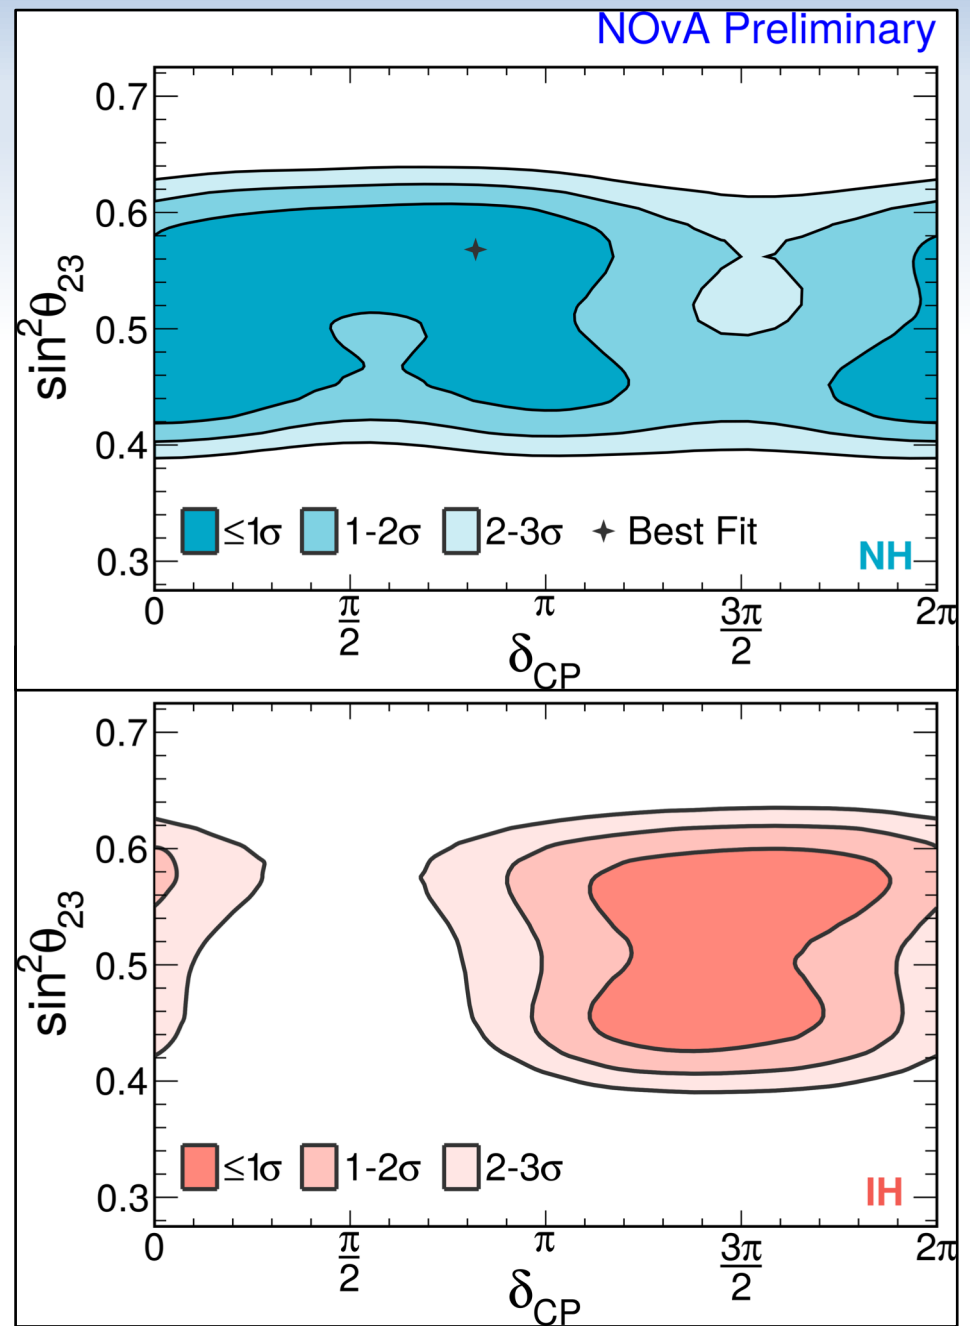 NOvA Preliminary
0.7
0.6
0.5
0.4
0.3
sin²θ₂₃
≤1σ 1-2σ 2-3σ Best Fit
NH
0 π/2 π 3π/2 2π
δCP
0.7
0.6
0.5
0.4
0.3
sin²θ₂₃
≤1σ 1-2σ 2-3σ
IH
0 π/2 π 3π/2 2π
δCP